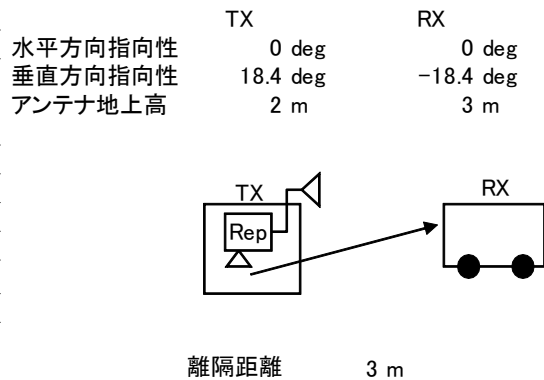 TX RX
水平方向指向性 0 deg 0 deg
垂直方向指向性 18.4 deg -18.4 deg
アンテナ地上高 2 m 3 m
TX RX
Rep
離隔距離 3 m